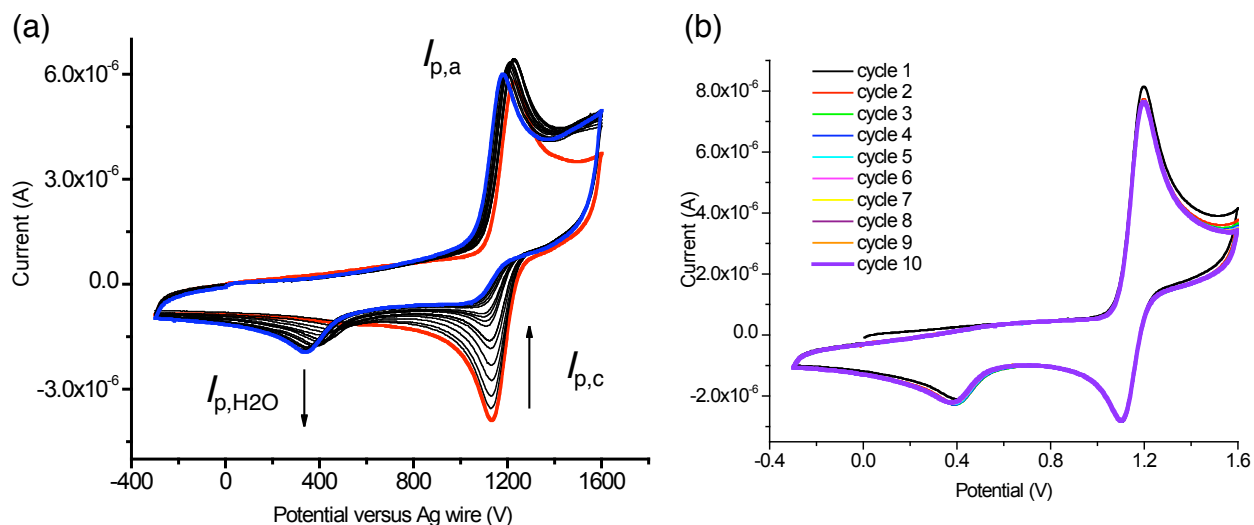 (a)
6.0x10⁻⁶
3.0x10⁻⁶
0.0
-3.0x10⁻⁶
Current (A)
Ip,a
Ip,c
Ip,H2O
-400 0 400 800 1200 1600
Potential versus Ag wire (V)
(b)
8.0x10⁻⁶
6.0x10⁻⁶
4.0x10⁻⁶
2.0x10⁻⁶
0.0
-2.0x10⁻⁶
Current (A)
cycle 1
cycle 2
cycle 3
cycle 4
cycle 5
cycle 6
cycle 7
cycle 8
cycle 9
cycle 10
-0.4 0.0 0.4 0.8 1.2 1.6
Potential (V)